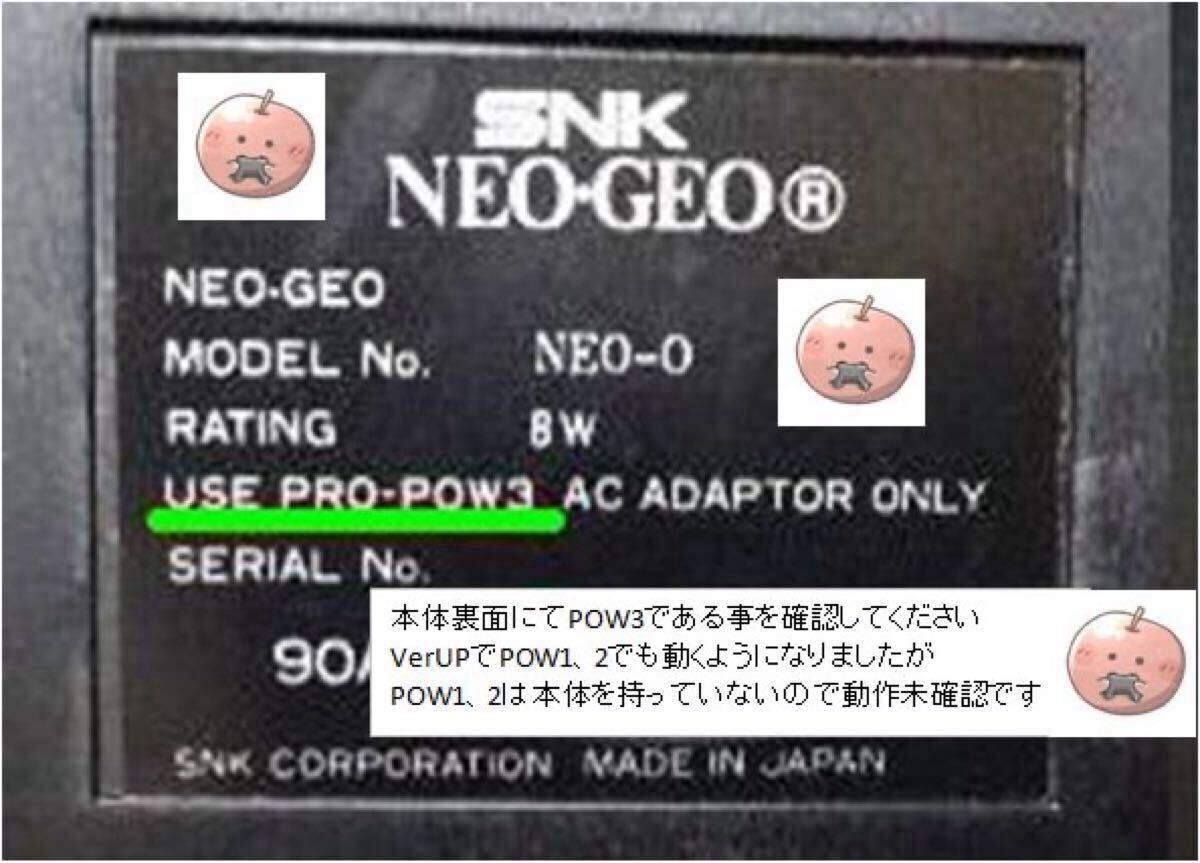 SNK
NEO·GEO®
NEO·GEO
MODEL No. NEO-0
RATING 8W
USE PRO-POW3 AC ADAPTOR ONLY
SERIAL No.
90/
本体裏面にてPOW3である事を確認してください
VerUPでPOW1、2でも動くようになりましたが
POW1、2は本体を持っていないので動作未確認です
SNK CORPORATION MADE IN JAPAN